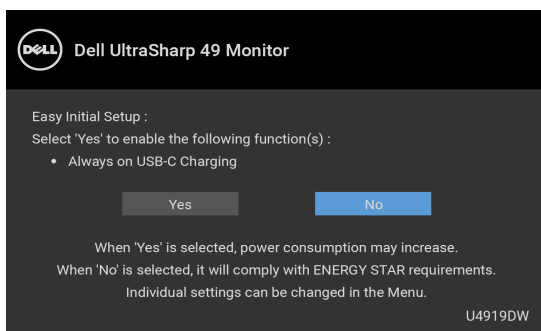 DELL
Dell UltraSharp 49 Monitor
Easy Initial Setup :
Select 'Yes' to enable the following function(s) :
• Always on USB-C Charging
Yes
No
When 'Yes' is selected, power consumption may increase.
When 'No' is selected, it will comply with ENERGY STAR requirements.
Individual settings can be changed in the Menu.
U4919DW